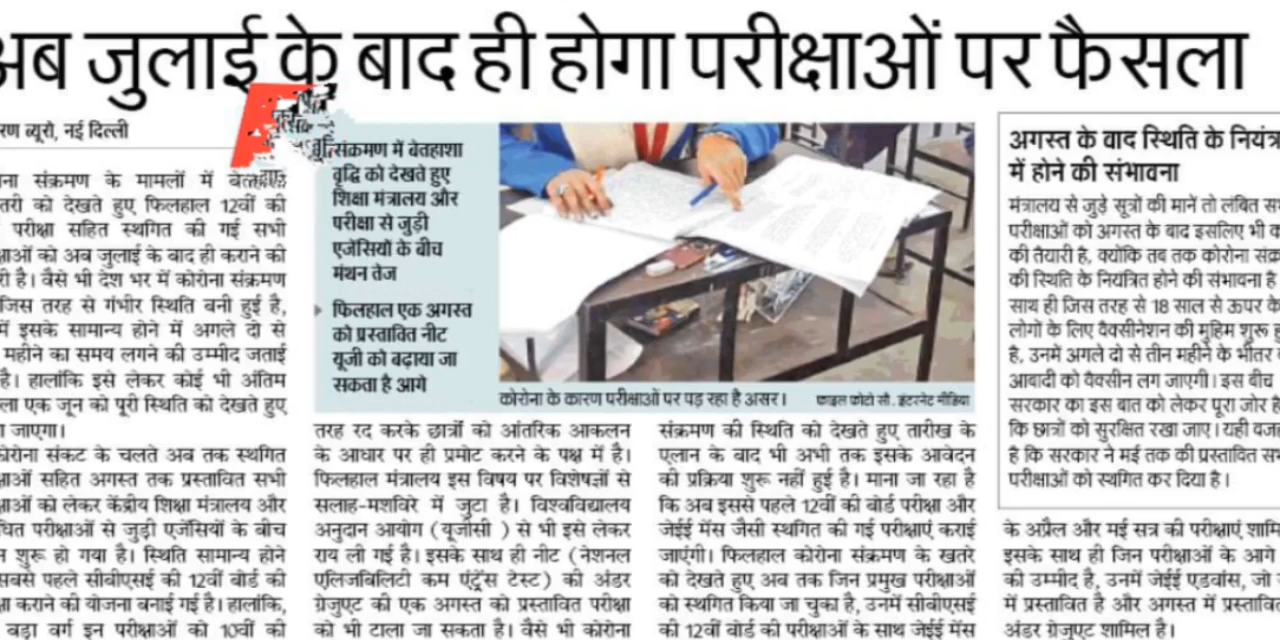 अब जुलाई के बाद ही होगा परीक्षाओं पर फैसला
ब्यूरो, नई दिल्ली
संक्रमण के मामलों में
को देखते हुए फिलहाल 12वीं की
परीक्षा सहित स्थगित की गई सभी
को अब जुलाई के बाद ही कराने की
है। वैसे भी देश भर में कोरोना संक्रमण
जिस तरह से गंभीर स्थिति बनी हुई है,
में इसके सामान्य होने में अगले दो से
महीने का समय लगने की उम्मीद जताई
है। हालांकि इसे लेकर कोई भी अंतिम
एक जून को पूरी स्थिति को देखते हुए
जाएगा।
कोरोना संकट के चलते अब तक स्थगित
सहित अगस्त तक प्रस्तावित सभी
को लेकर केंद्रीय शिक्षा मंत्रालय और
परीक्षाओं से जुड़ी एजेंसियों के बीच
शुरू हो गया है। स्थिति सामान्य होने
सबसे पहले सीबीएसई की 12वीं बोर्ड की
कराने की योजना बनाई गई है। हालांकि,
बड़ा वर्ग इन परीक्षाओं को 10वीं की
संक्रमण में बेतहाशा
वृद्धि को देखते हुए
शिक्षा मंत्रालय और
परीक्षा से जुड़ी
एजेंसियों के बीच
मंथन तेज
फिलहाल एक अगस्त
को प्रस्तावित नीट
यूजी को बढ़ाया जा
सकता है आगे
कोरोना के कारण परीक्षाओं पर पड़ रहा है असर। फाइल फोटो सौ. इंटरनेट मीडिया
तरह रद करके छात्रों को आंतरिक आकलन
के आधार पर ही प्रमोट करने के पक्ष में है।
फिलहाल मंत्रालय इस विषय पर विशेषज्ञों से
सलाह-मशविरे में जुटा है। विश्वविद्यालय
अनुदान आयोग (यूजीसी ) से भी इसे लेकर
राय ली गई है। इसके साथ ही नीट (नेशनल
एलिजबिलिटी कम एंट्रेंस टेस्ट) की अंडर
ग्रेजुएट की एक अगस्त को प्रस्तावित परीक्षा
को भी टाला जा सकता है। वैसे भी कोरोना
संक्रमण की स्थिति को देखते हुए तारीख के
एलान के बाद भी अभी तक इसके आवेदन
की प्रक्रिया शुरू नहीं हुई है। माना जा रहा है
कि अब इससे पहले 12वीं की बोर्ड परीक्षा और
जेईई मेंस जैसी स्थगित की गई परीक्षाएं कराई
जाएंगी। फिलहाल कोरोना संक्रमण के खतरे
को देखते हुए अब तक जिन प्रमुख परीक्षाओं
को स्थगित किया जा चुका है, उनमें सीबीएसई
की 12वीं बोर्ड की परीक्षाओं के साथ जेईई मेंस
अगस्त के वाद स्थिति के
में होने की संभावना
मंत्रालय से जुड़े सूत्रों की मानें तो लंबित
परीक्षाओं को अगस्त के बाद इसलिए भी
की तैयारी है, क्योंकि तब तक कोरोना
की स्थिति के नियंत्रित होने की संभावना है
साथ ही जिस तरह से 18 साल से ऊपर के
लोगों के लिए वैक्सीनेशन की मुहिम शुरू
है, उनमें अगले दो से तीन महीने के भीतर
आबादी को वैक्सीन लग जाएगी। इस बीच
सरकार का इस बात को लेकर पूरा जोर
कि छात्रों को सुरक्षित रखा जाए। यही
है कि सरकार ने मई तक की प्रस्तावित
परीक्षाओं को स्थगित कर दिया है।
के अप्रैल और मई सत्र की परीक्षाएं
इसके साथ ही जिन परीक्षाओं के आगे
की उम्मीद है, उनमें जेईई एडवांस, जो
में प्रस्तावित है और अगस्त में
अंडर ग्रेजुएट शामिल है।